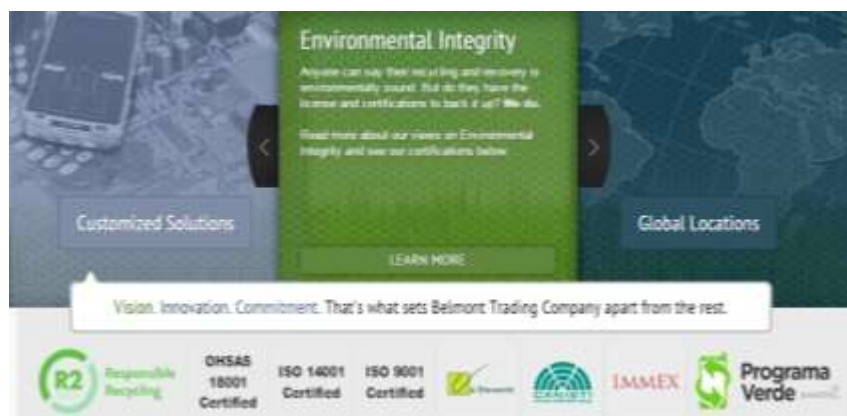 Environmental Integrity
Anyone can say their recycling and recovery is
environmentally sound. But do they have the
license and certifications to back it up? We do.
Read more about our views on Environmental
Integrity and see our certifications below.
Customized Solutions
Global Locations
LEARN MORE
Vision. Innovation. Commitment. That's what sets Belmont Trading Company apart from the rest.
R2
Responsible
Recycling
OHSAS
18001
Certified
ISO 14001
Certified
ISO 9001
Certified
CANIETI
IMMEX
Programa
Verde